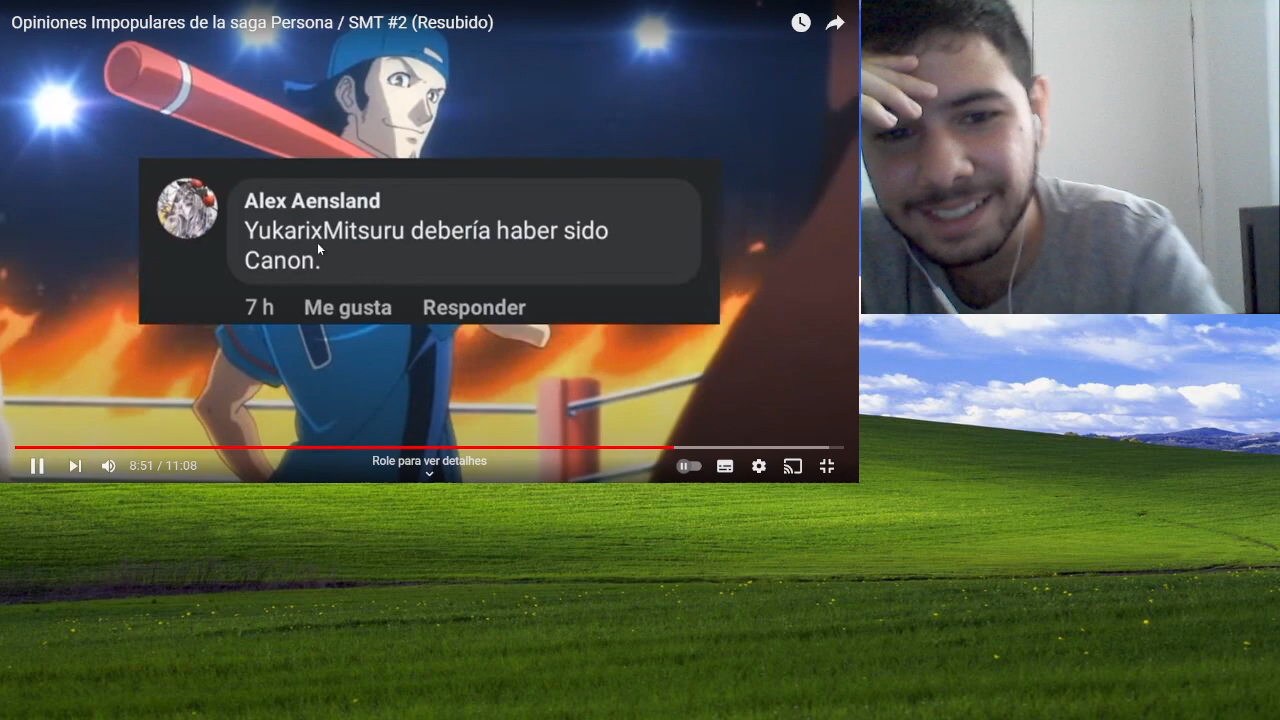 Opiniones Impopulares de la saga Persona / SMT #2 (Resubido)
Alex Aensland
YukarixMitsuru debería haber sido
Canon.
7 h Me gusta Responder
8:51 / 11:08
Role para ver detalhes